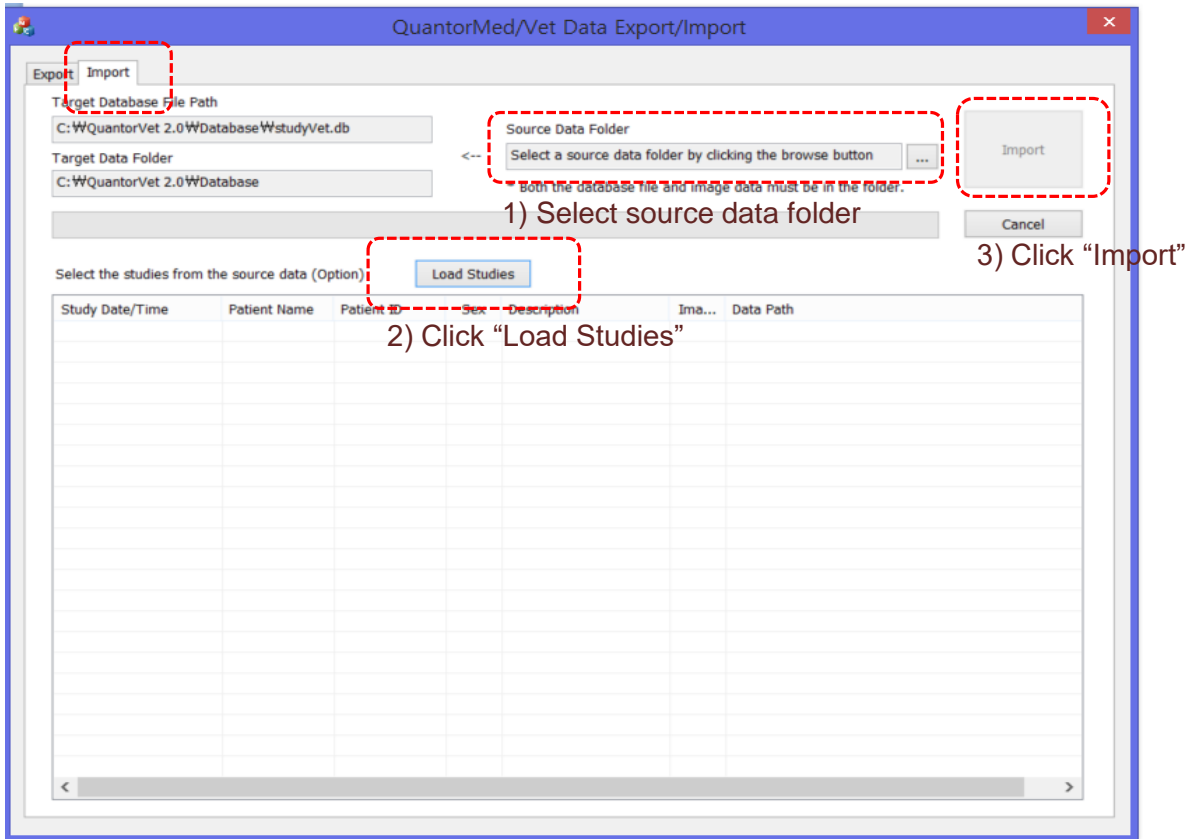 QuantorMed/Vet Data Export/Import
Export Import
Target Database File Path
C:₩QuantorVet 2.0₩Database₩studyVet.db
Source Data Folder
Select a source data folder by clicking the browse button ...
Import
Target Data Folder
<--
C:₩QuantorVet 2.0₩Database
* Both the database file and image data must be in the folder.
1) Select source data folder
Cancel
3) Click “Import”
Select the studies from the source data (Option)
Load Studies
Study Date/Time Patient Name Patient ID Sex Description Ima... Data Path
2) Click “Load Studies”